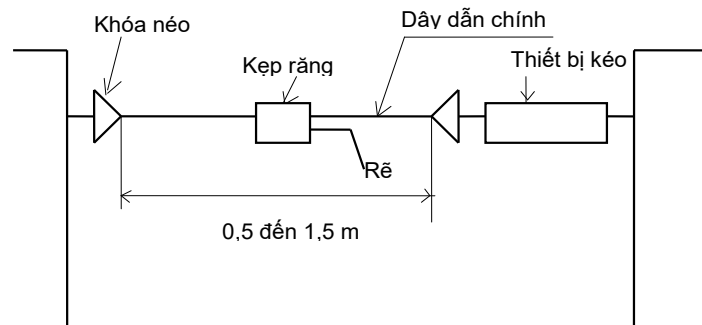 Khóa néo
Dây dẫn chính
Kẹp răng
Thiết bị kéo
Rẽ
0,5 đến 1,5 m